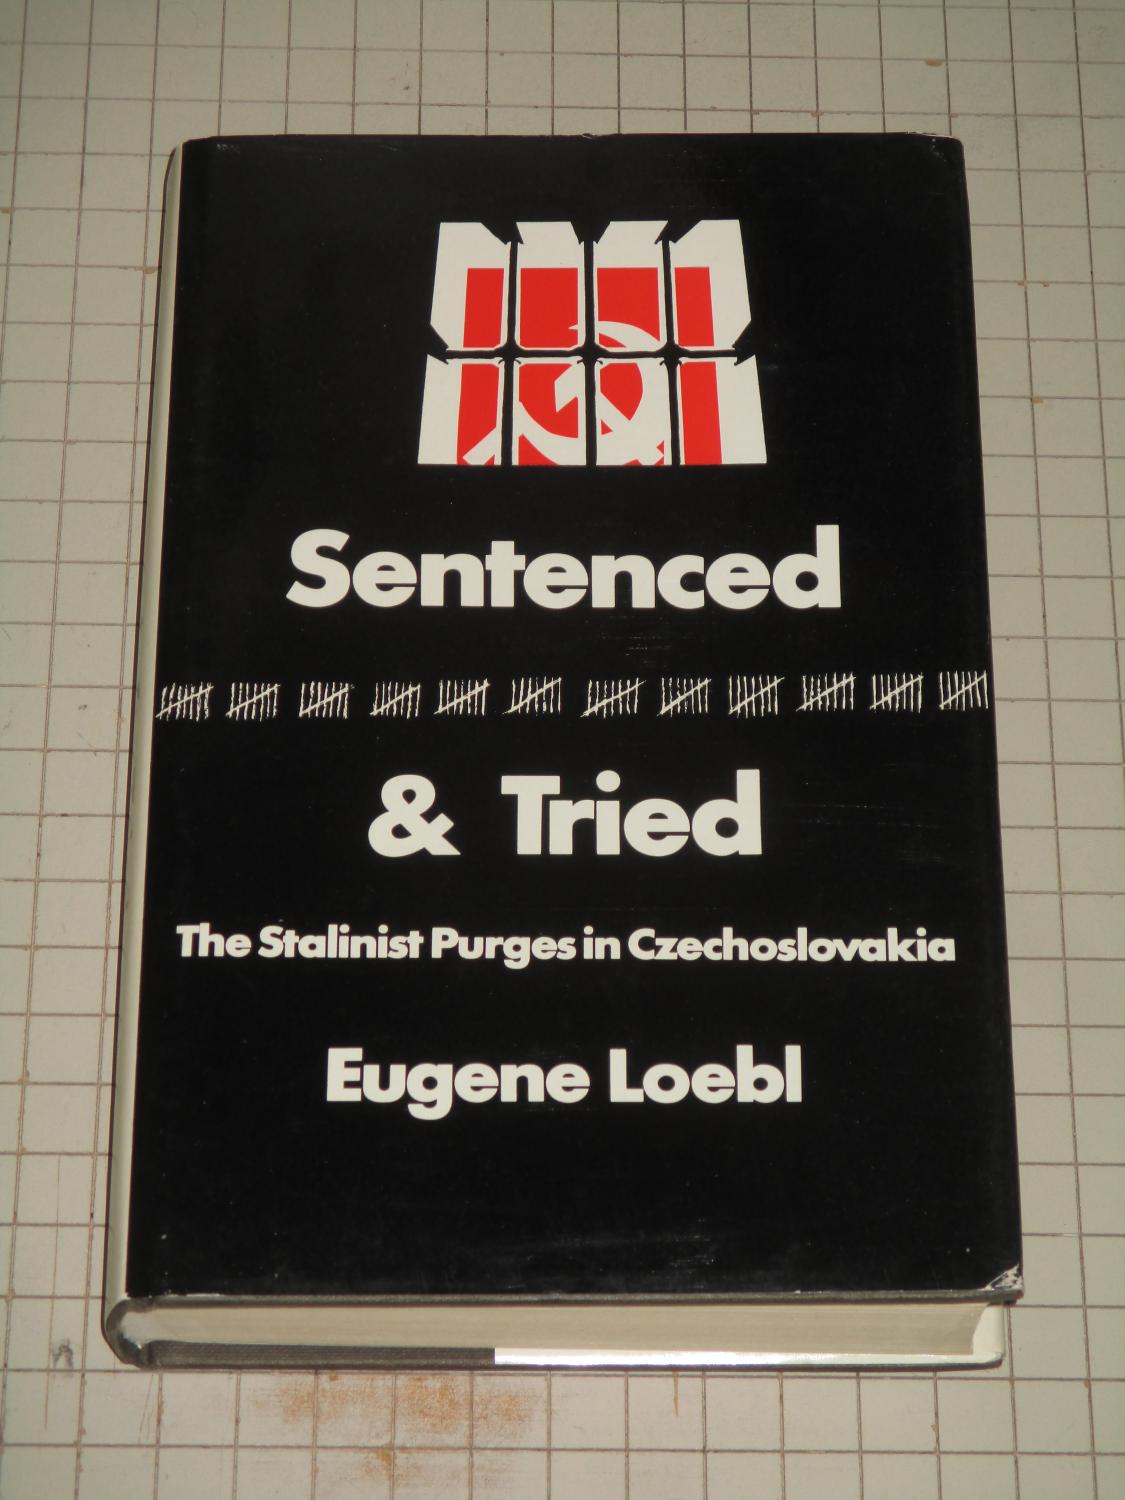 Sentenced
& Tried
The Stalinist Purges in Czechoslovakia
Eugene Loebl